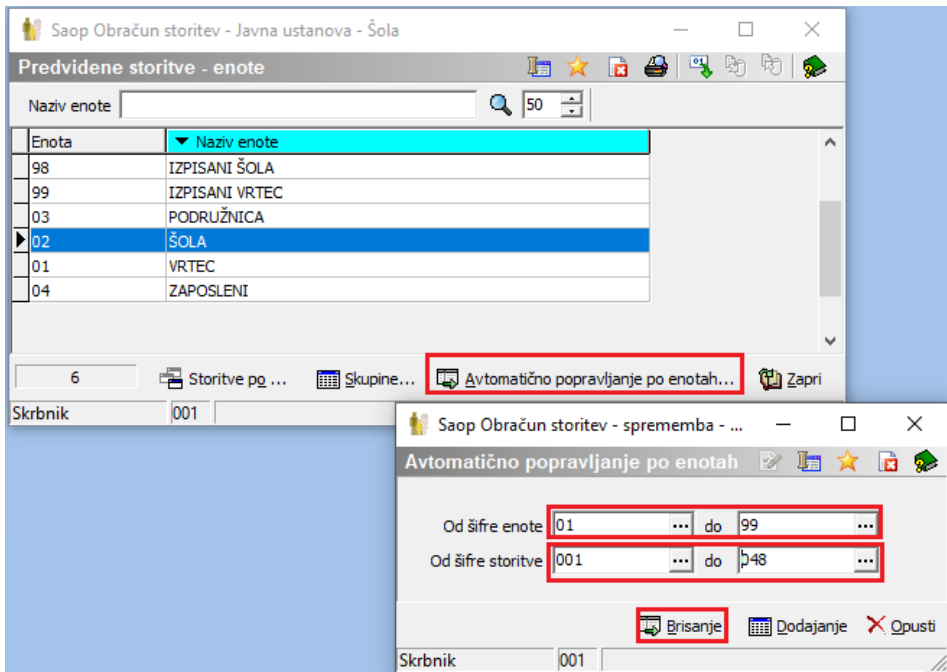 Saop Obračun storitev - Javna ustanova - Šola
Predvidene storitve - enote
Naziv enote 50
Enota Naziv enote
98 IZPISANI ŠOLA
99 IZPISANI VRTEC
03 PODRUŽNICA
02 ŠOLA
01 VRTEC
04 ZAPOSLENI
6 Storitve po ... Skupine... Avtomatično popravljanje po enotah... Zapri
Skrbnik 001
Saop Obračun storitev - sprememba - ...
Avtomatično popravljanje po enotah
Od šifre enote 01 ... do 99 ...
Od šifre storitve 001 ... do 48 ...
Brisanje Dodajanje Opusti
Skrbnik 001